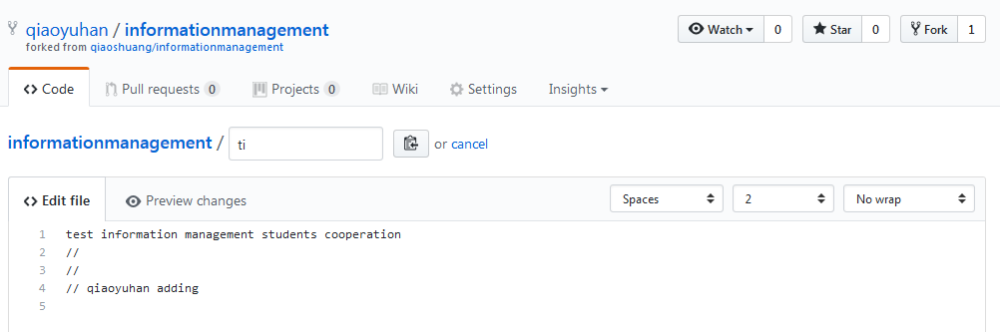 qiaoyuhan / informationmanagement
forked from qiaoshuang/informationmanagement
Watch 0 Star 0 Fork 1
Code Pull requests 0 Projects 0 Wiki Settings Insights
informationmanagement / ti or cancel
Edit file Preview changes Spaces 2 No wrap
1 test information management students cooperation
2 //
3 //
4 // qiaoyuhan adding
5